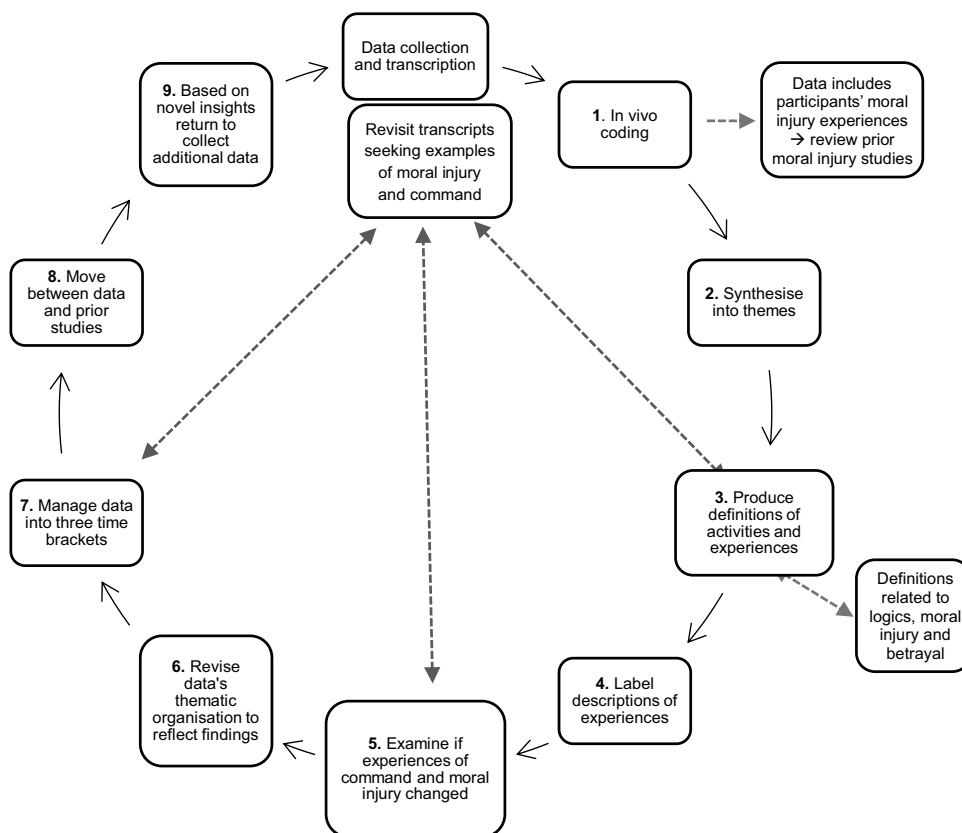 Data collection
and transcription
Revisit transcripts
seeking examples
of moral injury
and command
1. In vivo
coding
Data includes
participants’ moral
injury experiences
→ review prior
moral injury studies
2. Synthesise
into themes
3. Produce
definitions of
activities and
experiences
Definitions
related to
logics, moral
injury and
betrayal
4. Label
descriptions of
experiences
5. Examine if
experiences of
command and moral
injury changed
6. Revise
data's
thematic
organisation to
reflect findings
7. Manage data
into three time
brackets
8. Move
between data
and prior
studies
9. Based on
novel insights
return to
collect
additional data